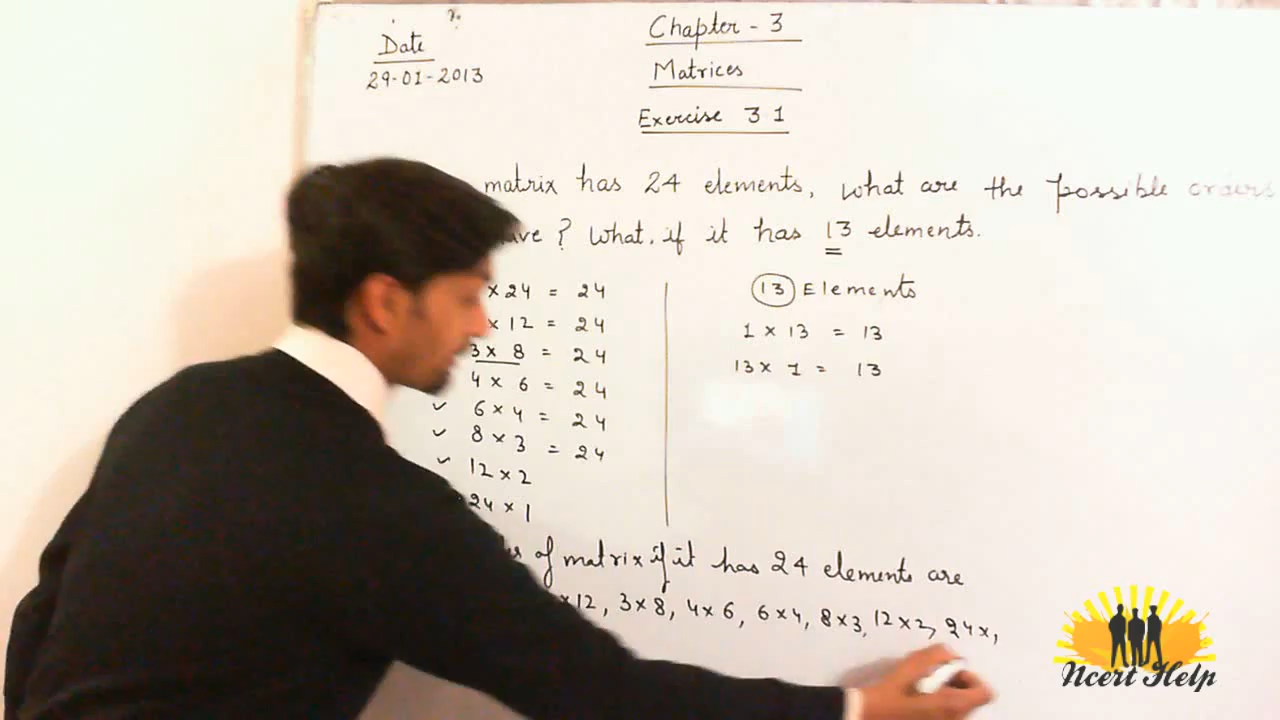 Date
29-01-2013
Chapter - 3
Matrices
Exercise 3 1
matrix has 24 elements, What are the possible orders
? What, if it has 13 elements.
× 24 = 24
× 12 = 24
3 × 8 = 24
4 × 6 = 24
✓ 6 × 4 = 24
✓ 8 × 3 = 24
✓ 12 × 2
24 × 1
13 Elements
1 × 13 = 13
13 × 1 = 13
of matrix if it has 24 elements are
×12, 3×8, 4×6, 6×4, 8×3, 12×2, 24×,
Ncert Help